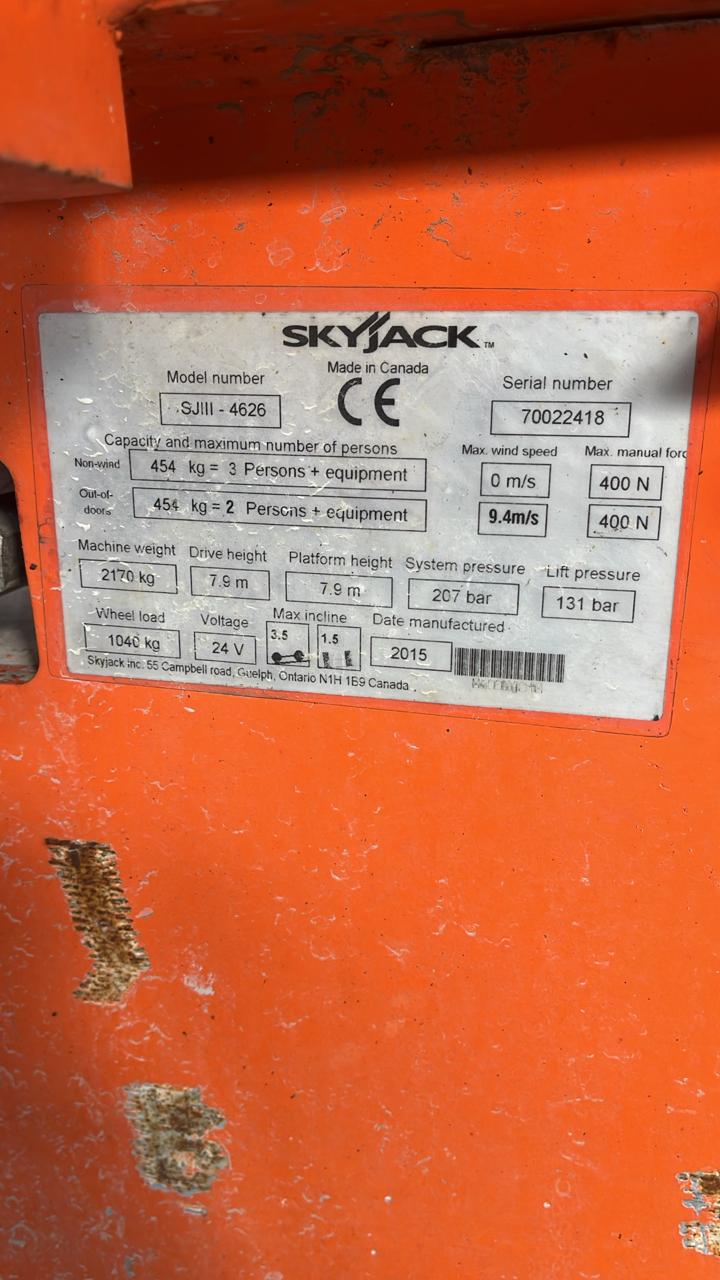 SKYJACK™
Made in Canada
Model number
SJIII - 4626
CE
Serial number
70022418
Capacity and maximum number of persons
Non-wind 454 kg = 3 Persons + equipment
Out-of-doors 454 kg = 2 Persons + equipment
Max. wind speed Max. manual forc
0 m/s 400 N
9.4m/s 400 N
Machine weight Drive height Platform height System pressure Lift pressure
2170 kg 7.9 m 7.9 m 207 bar 131 bar
Wheel load Voltage Max incline Date manufactured
1040 kg 24 V 3.5 1.5 2015
Skyjack inc. 55 Campbell road, Guelph, Ontario N1H 1B9 Canada